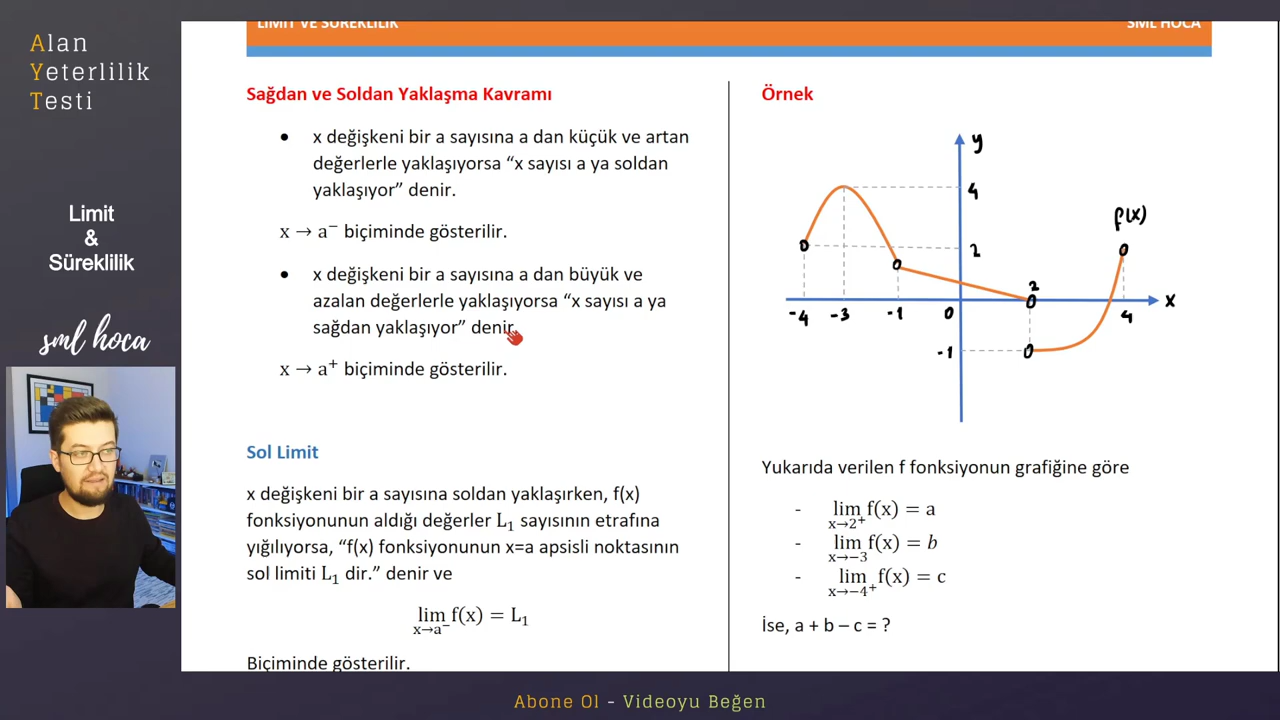 Alan
Yeterlilik
Testi
Limit
&
Süreklilik
sml hoca
LİMİT VE SÜREKLİLİK
SML HOCA
Sağdan ve Soldan Yaklaşma Kavramı
• x değişkeni bir a sayısına a dan küçük ve artan
değerlerle yaklaşıyorsa “x sayısı a ya soldan
yaklaşıyor” denir.
x → a⁻ biçiminde gösterilir.
• x değişkeni bir a sayısına a dan büyük ve
azalan değerlerle yaklaşıyorsa “x sayısı a ya
sağdan yaklaşıyor” denir.
x → a⁺ biçiminde gösterilir.
Sol Limit
x değişkeni bir a sayısına soldan yaklaşırken, f(x)
fonksiyonunun aldığı değerler L₁ sayısının etrafına
yığılıyorsa, “f(x) fonksiyonunun x=a apsisli noktasının
sol limiti L₁ dir.” denir ve
lim f(x) = L₁
x→a⁻
Biçiminde gösterilir.
Örnek
y
4
f(x)
2
2
x
-4 -3 -1 0 4
-1
Yukarıda verilen f fonksiyonun grafiğine göre
- lim f(x) = a
x→2⁺
- lim f(x) = b
x→−3
- lim f(x) = c
x→−4⁺
İse, a + b – c = ?
Abone Ol - Videoyu Beğen